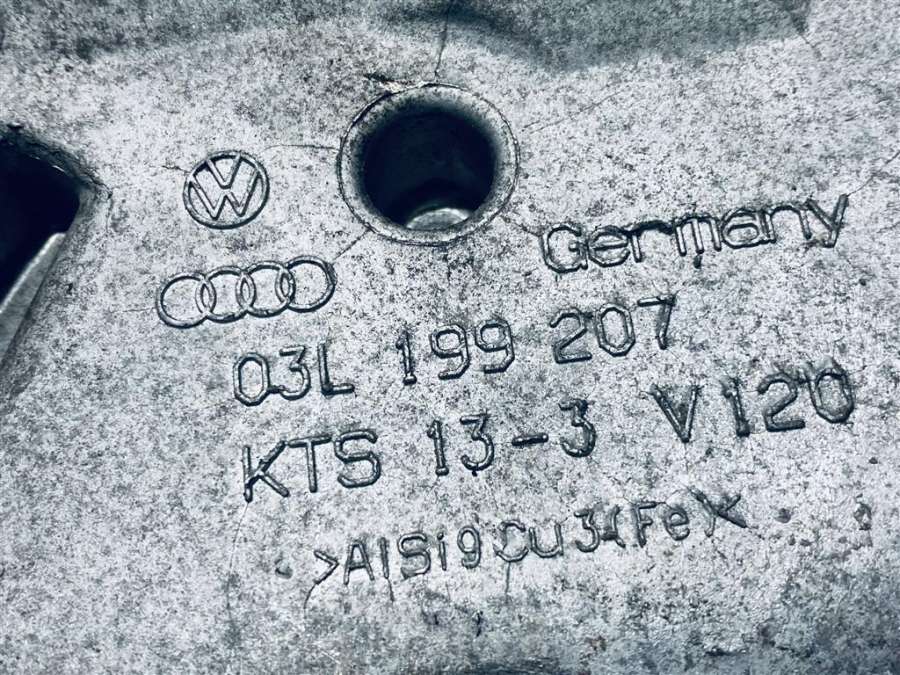 Germany
03L 199 207
KTS 13-3 V120
>AlSi9Cu3(Fe)<